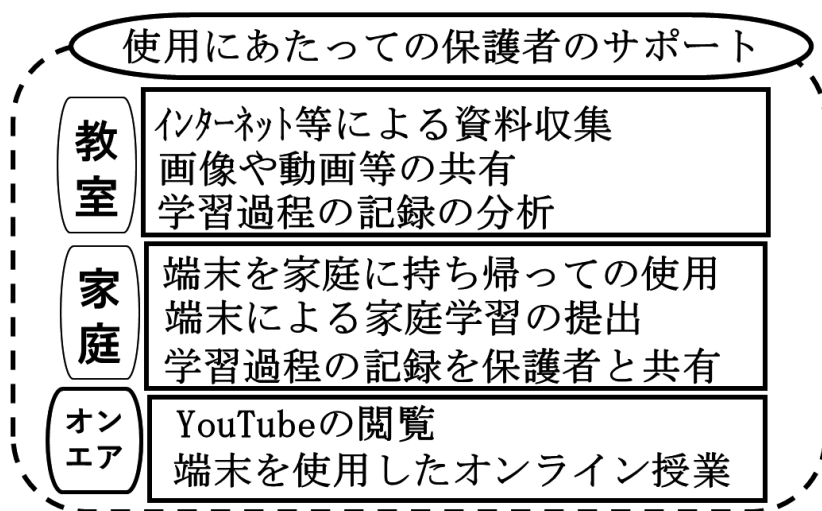 使用にあたっての保護者のサポート
教室
インターネット等による資料収集
画像や動画等の共有
学習過程の記録の分析
家庭
端末を家庭に持ち帰っての使用
端末による家庭学習の提出
学習過程の記録を保護者と共有
オン
エア
YouTubeの閲覧
端末を使用したオンライン授業